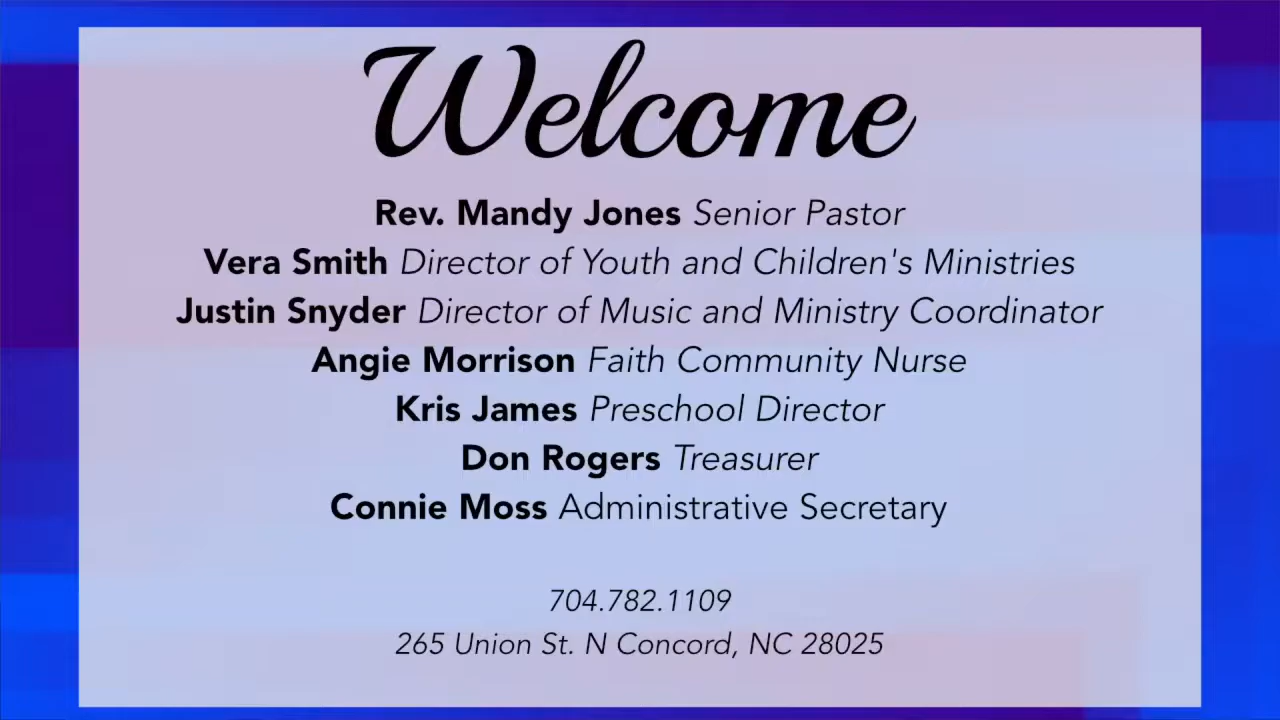 Welcome
Rev. Mandy Jones Senior Pastor
Vera Smith Director of Youth and Children's Ministries
Justin Snyder Director of Music and Ministry Coordinator
Angie Morrison Faith Community Nurse
Kris James Preschool Director
Don Rogers Treasurer
Connie Moss Administrative Secretary
704.782.1109
265 Union St. N Concord, NC 28025